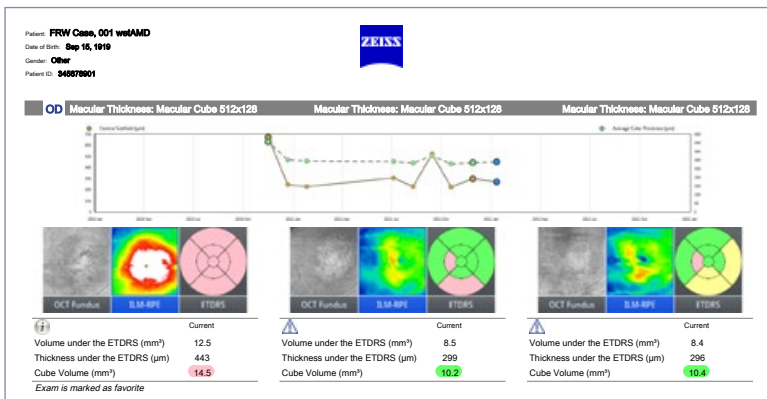 Patient: FRW Case, 001 wetAMD
Date of Birth: Sep 15, 1919
Gender: Other
Patient ID: 345678901
ZEISS
OD Macular Thickness: Macular Cube 512x128 Macular Thickness: Macular Cube 512x128 Macular Thickness: Macular Cube 512x128
Central Subfield (µm) Average Cube Thickness (µm)
OCT Fundus ILM-RPE ETDRS OCT Fundus ILM-RPE ETDRS OCT Fundus ILM-RPE ETDRS
Current Current Current
Volume under the ETDRS (mm³) 12.5 Volume under the ETDRS (mm³) 8.5 Volume under the ETDRS (mm³) 8.4
Thickness under the ETDRS (µm) 443 Thickness under the ETDRS (µm) 299 Thickness under the ETDRS (µm) 296
Cube Volume (mm³) 14.5 Cube Volume (mm³) 10.2 Cube Volume (mm³) 10.4
Exam is marked as favorite